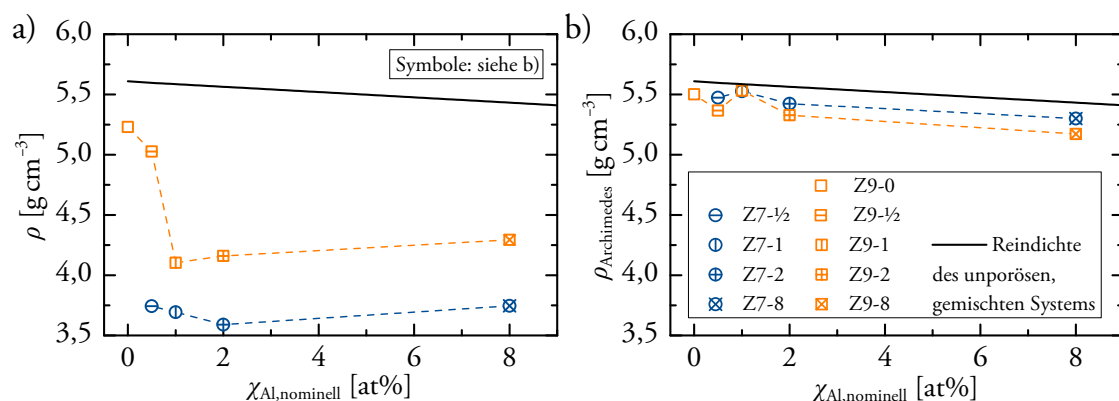 a)
6,0
5,5
5,0
4,5
4,0
3,5
ρ [g cm⁻³]
Symbole: siehe b)
0 2 4 6 8
χAl,nominell [at%]
b)
6,0
5,5
5,0
4,5
4,0
3,5
ρArchimedes [g cm⁻³]
Z9-0
Z7-½ Z9-½
Z7-1 Z9-1 Reindichte
Z7-2 Z9-2 des unporösen,
Z7-8 Z9-8 gemischten Systems
0 2 4 6 8
χAl,nominell [at%]